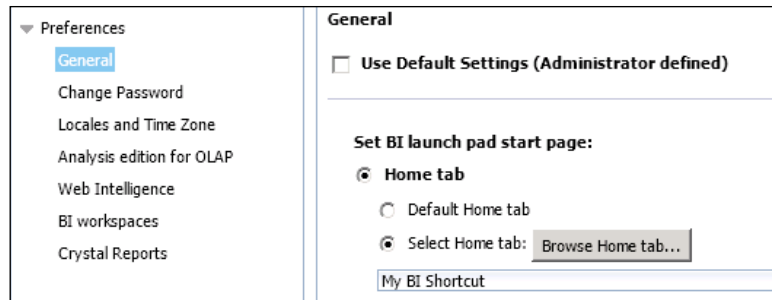 Preferences
General
Change Password
Locales and Time Zone
Analysis edition for OLAP
Web Intelligence
BI workspaces
Crystal Reports
General
Use Default Settings (Administrator defined)
Set BI launch pad start page:
Home tab
Default Home tab
Select Home tab: Browse Home tab...
My BI Shortcut